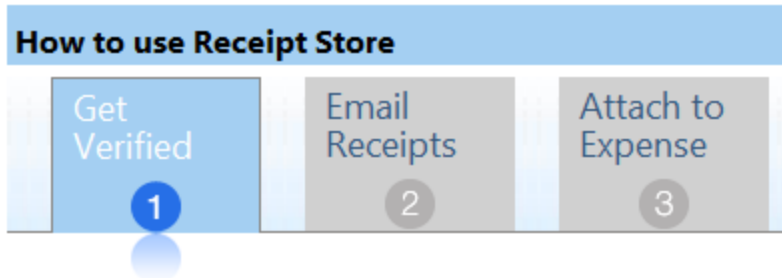 How to use Receipt Store
Get
Verified
1
Email
Receipts
2
Attach to
Expense
3